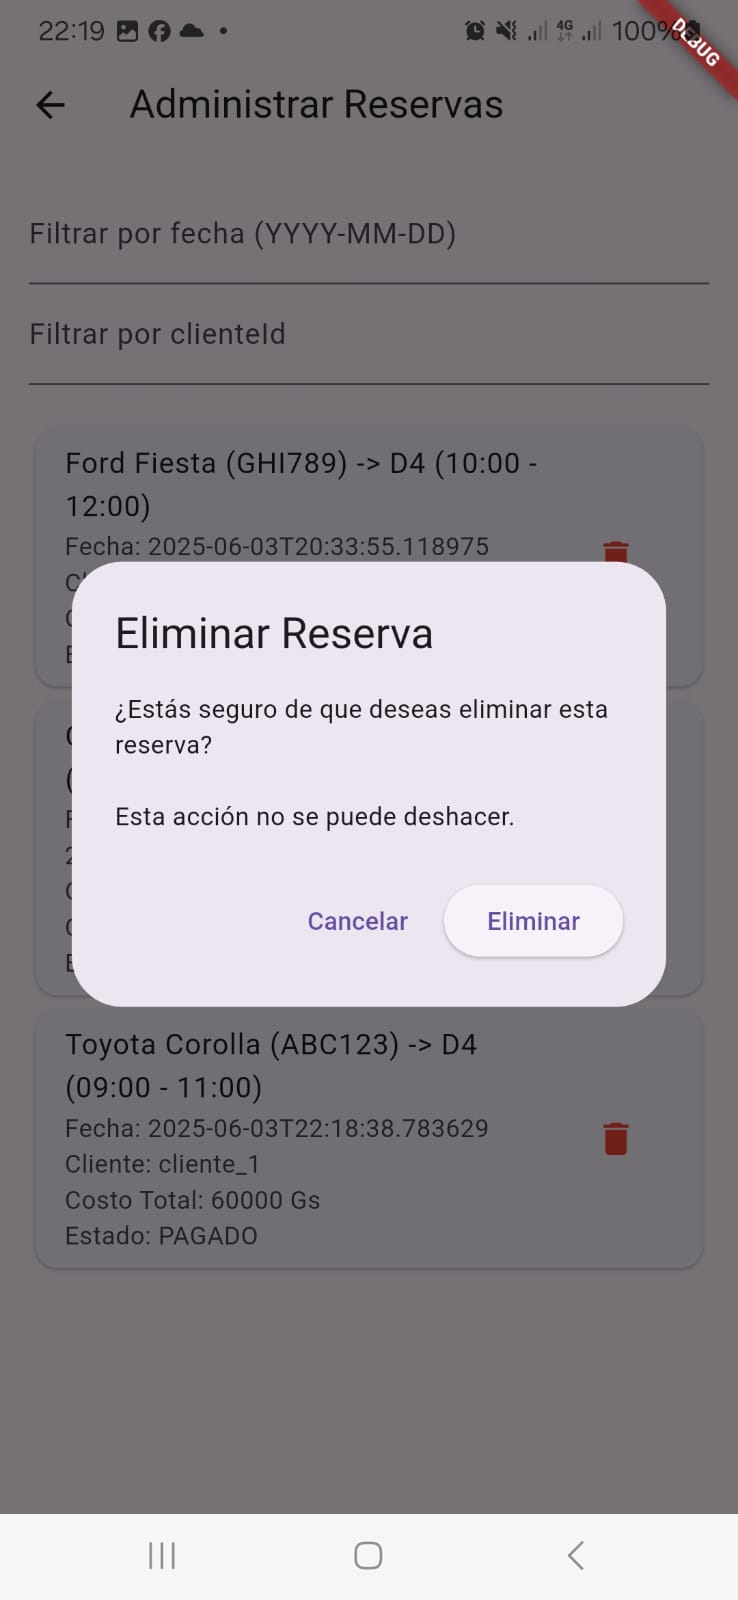 22:19
4G
100%
DEBUG
Administrar Reservas
Filtrar por fecha (YYYY-MM-DD)
Filtrar por clienteId
Ford Fiesta (GHI789) -> D4 (10:00 -
12:00)
Fecha: 2025-06-03T20:33:55.118975
Eliminar Reserva
¿Estás seguro de que deseas eliminar esta
reserva?
Esta acción no se puede deshacer.
Cancelar
Eliminar
Toyota Corolla (ABC123) -> D4
(09:00 - 11:00)
Fecha: 2025-06-03T22:18:38.783629
Cliente: cliente_1
Costo Total: 60000 Gs
Estado: PAGADO